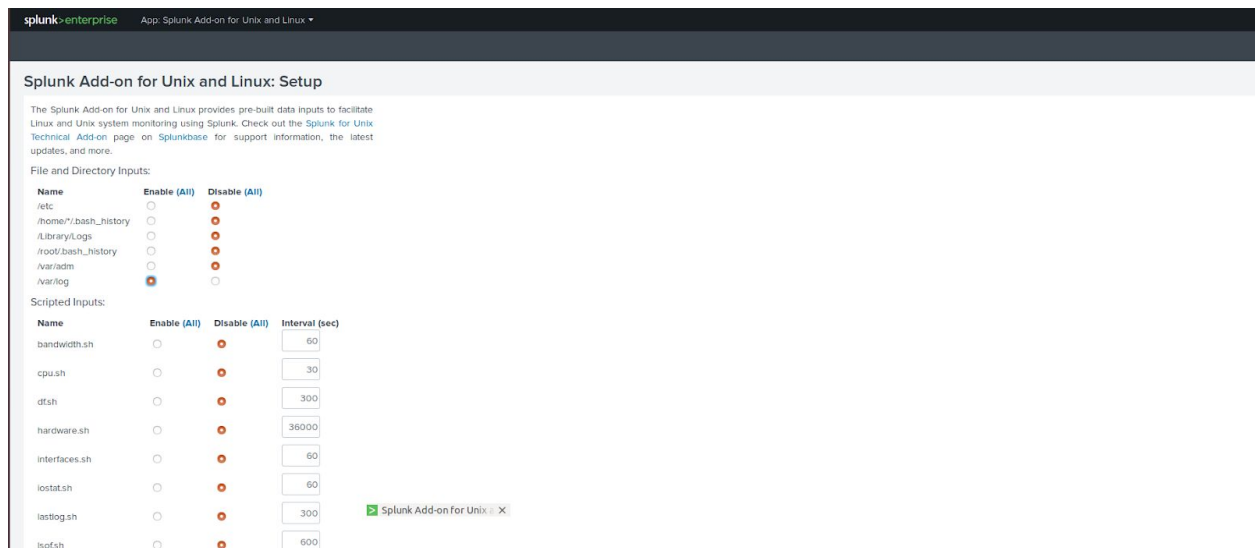 splunk>enterprise App: Splunk Add-on for Unix and Linux
Splunk Add-on for Unix and Linux: Setup
The Splunk Add-on for Unix and Linux provides pre-built data inputs to facilitate
Linux and Unix system monitoring using Splunk. Check out the Splunk for Unix
Technical Add-on page on Splunkbase for support information, the latest
updates, and more.
File and Directory Inputs:
Name Enable (All) Disable (All)
/etc
/home/*/.bash_history
/Library/Logs
/root/.bash_history
/var/adm
/var/log
Scripted Inputs:
Name Enable (All) Disable (All) Interval (sec)
bandwidth.sh 60
cpu.sh 30
df.sh 300
hardware.sh 36000
interfaces.sh 60
iostat.sh 60
lastlog.sh 300
Splunk Add-on for Unix
lsof.sh 600